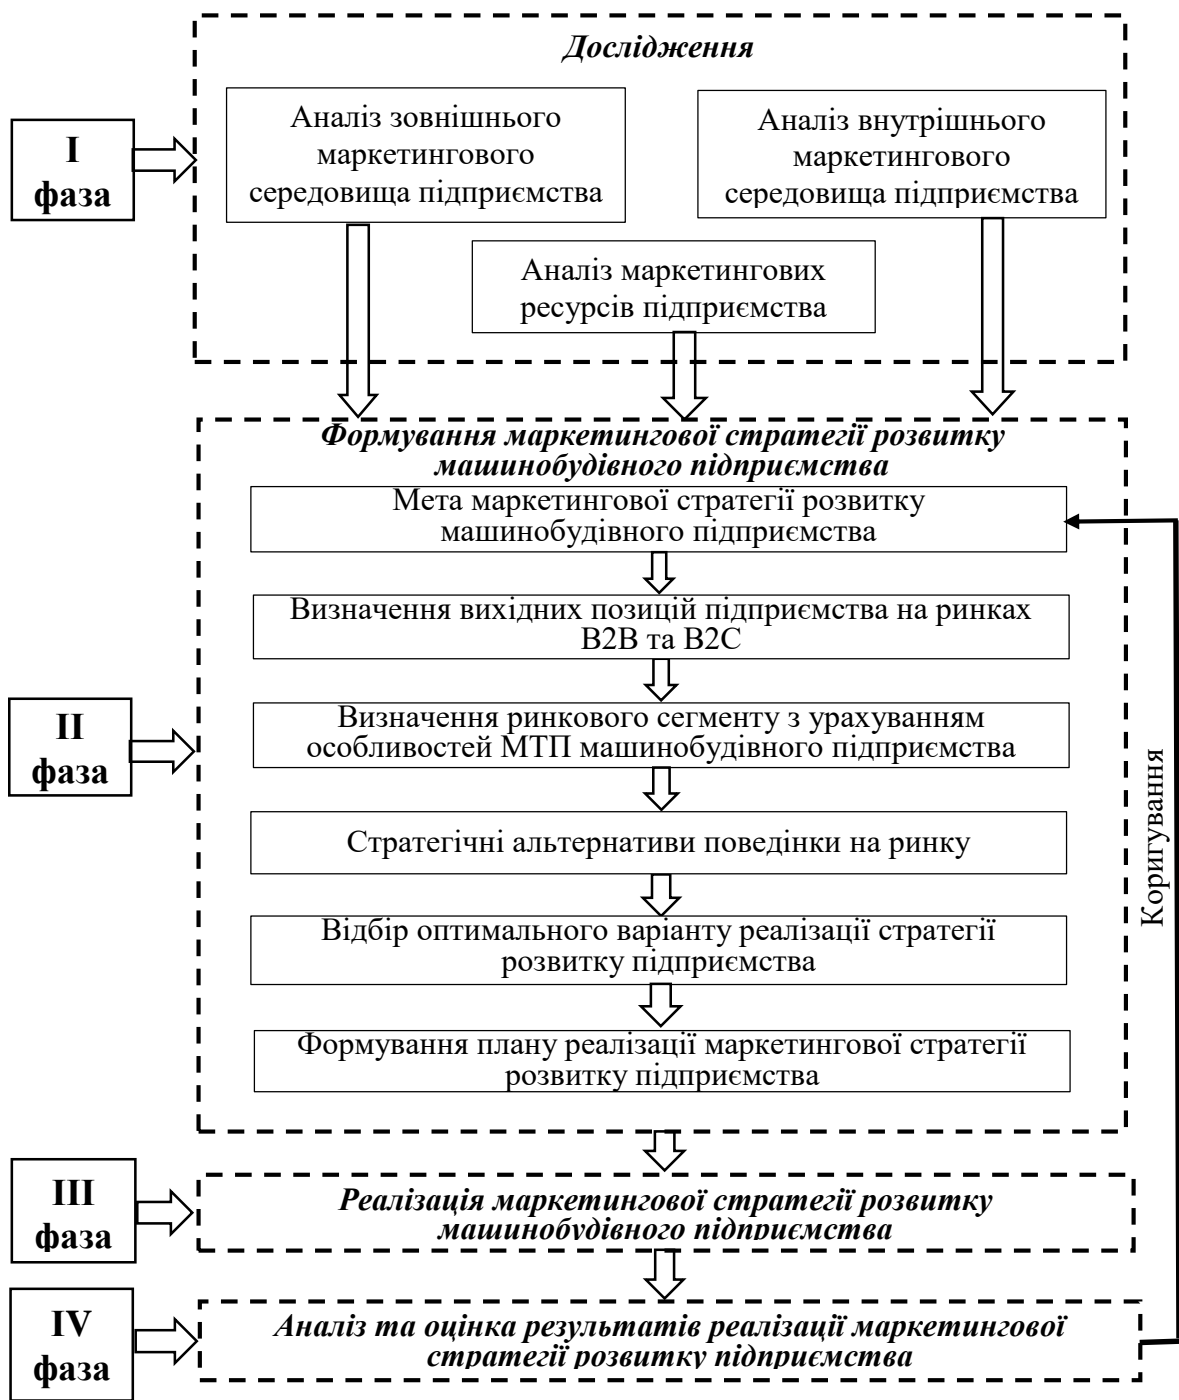 Дослідження
I
фаза
Аналіз зовнішнього
маркетингового
середовища підприємства
Аналіз внутрішнього
маркетингового
середовища підприємства
Аналіз маркетингових
ресурсів підприємства
Формування маркетингової стратегії розвитку
машинобудівного підприємства
Мета маркетингової стратегії розвитку
машинобудівного підприємства
Визначення вихідних позицій підприємства на ринках
В2В та В2С
II
фаза
Визначення ринкового сегменту з урахуванням
особливостей МТП машинобудівного підприємства
Стратегічні альтернативи поведінки на ринку
Коригування
Відбір оптимального варіанту реалізації стратегії
розвитку підприємства
Формування плану реалізації маркетингової стратегії
розвитку підприємства
III
фаза
Реалізація маркетингової стратегії розвитку
машинобудівного підприємства
IV
фаза
Аналіз та оцінка результатів реалізації маркетингової
стратегії розвитку підприємства